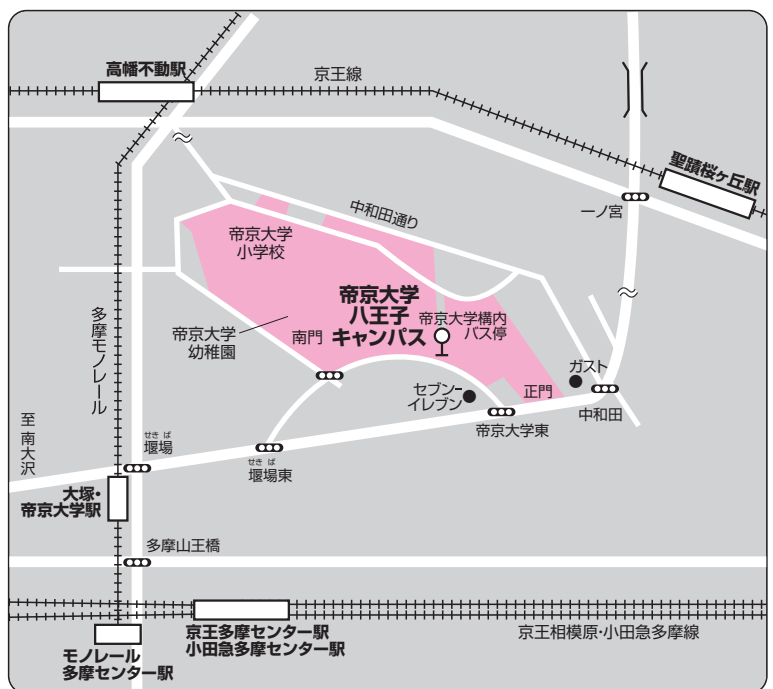 高幡不動駅
京王線
聖蹟桜ヶ丘駅
一ノ宮
中和田通り
帝京大学
小学校
帝京大学
八王子
キャンパス
帝京大学構内
バス停
帝京大学
幼稚園
南門
多摩モノレール
ガスト
セブン-
イレブン
正門
中和田
帝京大学東
至 南大沢
せきば
堰場
せきば
堰場東
大塚・
帝京大学駅
多摩山王橋
京王多摩センター駅
小田急多摩センター駅
京王相模原・小田急多摩線
モノレール
多摩センター駅